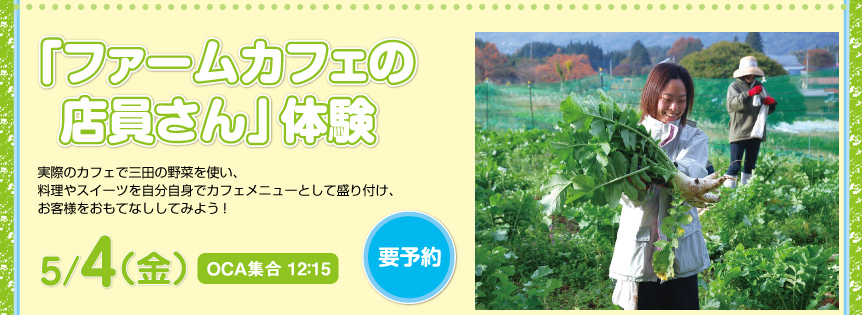 「ファームカフェの
店員さん」体験
実際のカフェで三田の野菜を使い、
料理やスイーツを自分自身でカフェメニューとして盛り付け、
お客様をおもてなししてみよう！
5/4(金) OCA集合 12:15
要予約